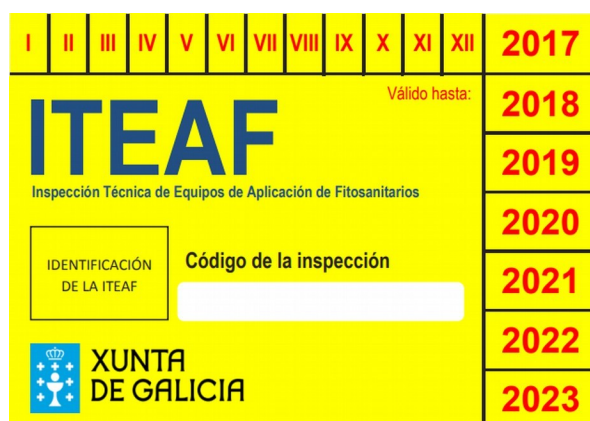 I II III IV V VI VII VIII IX X XI XII 2017
Válido hasta: 2018
ITEAF
2019
Inspección Técnica de Equipos de Aplicación de Fitosanitarios
2020
IDENTIFICACIÓN
DE LA ITEAF
Código de la inspección
2021
2022
XUNTA
DE GALICIA
2023